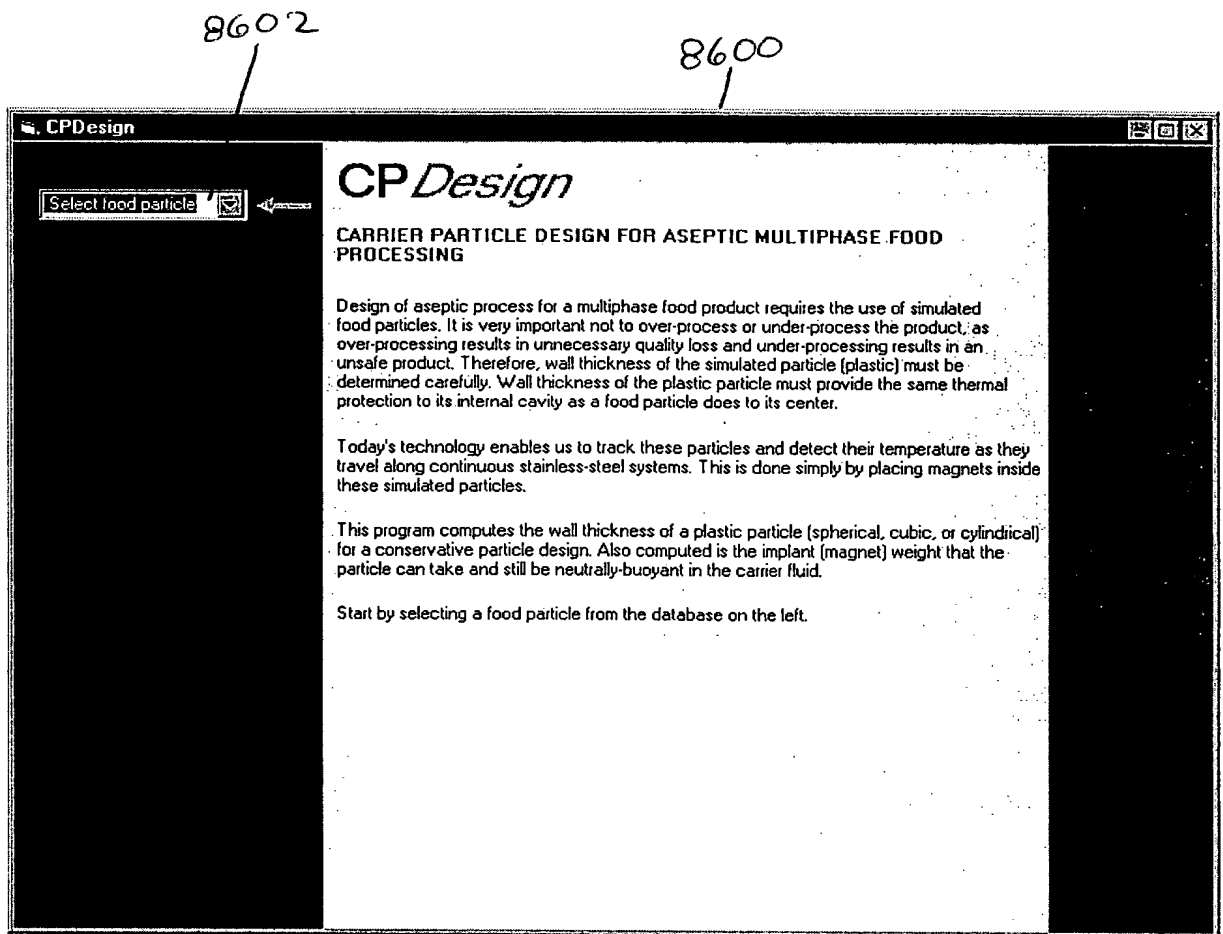 8602
8600
CPDesign
Select food particle
CPDesign
CARRIER PARTICLE DESIGN FOR ASEPTIC MULTIPHASE FOOD
PROCESSING
Design of aseptic process for a multiphase food product requires the use of simulated
food particles. It is very important not to over-process or under-process the product, as
over-processing results in unnecessary quality loss and under-processing results in an
unsafe product. Therefore, wall thickness of the simulated particle (plastic) must be
determined carefully. Wall thickness of the plastic particle must provide the same thermal
protection to its internal cavity as a food particle does to its center.
Today's technology enables us to track these particles and detect their temperature as they
travel along continuous stainless-steel systems. This is done simply by placing magnets inside
these simulated particles.
This program computes the wall thickness of a plastic particle (spherical, cubic, or cylindrical)
for a conservative particle design. Also computed is the implant (magnet) weight that the
particle can take and still be neutrally-buoyant in the carrier fluid.
Start by selecting a food particle from the database on the left.